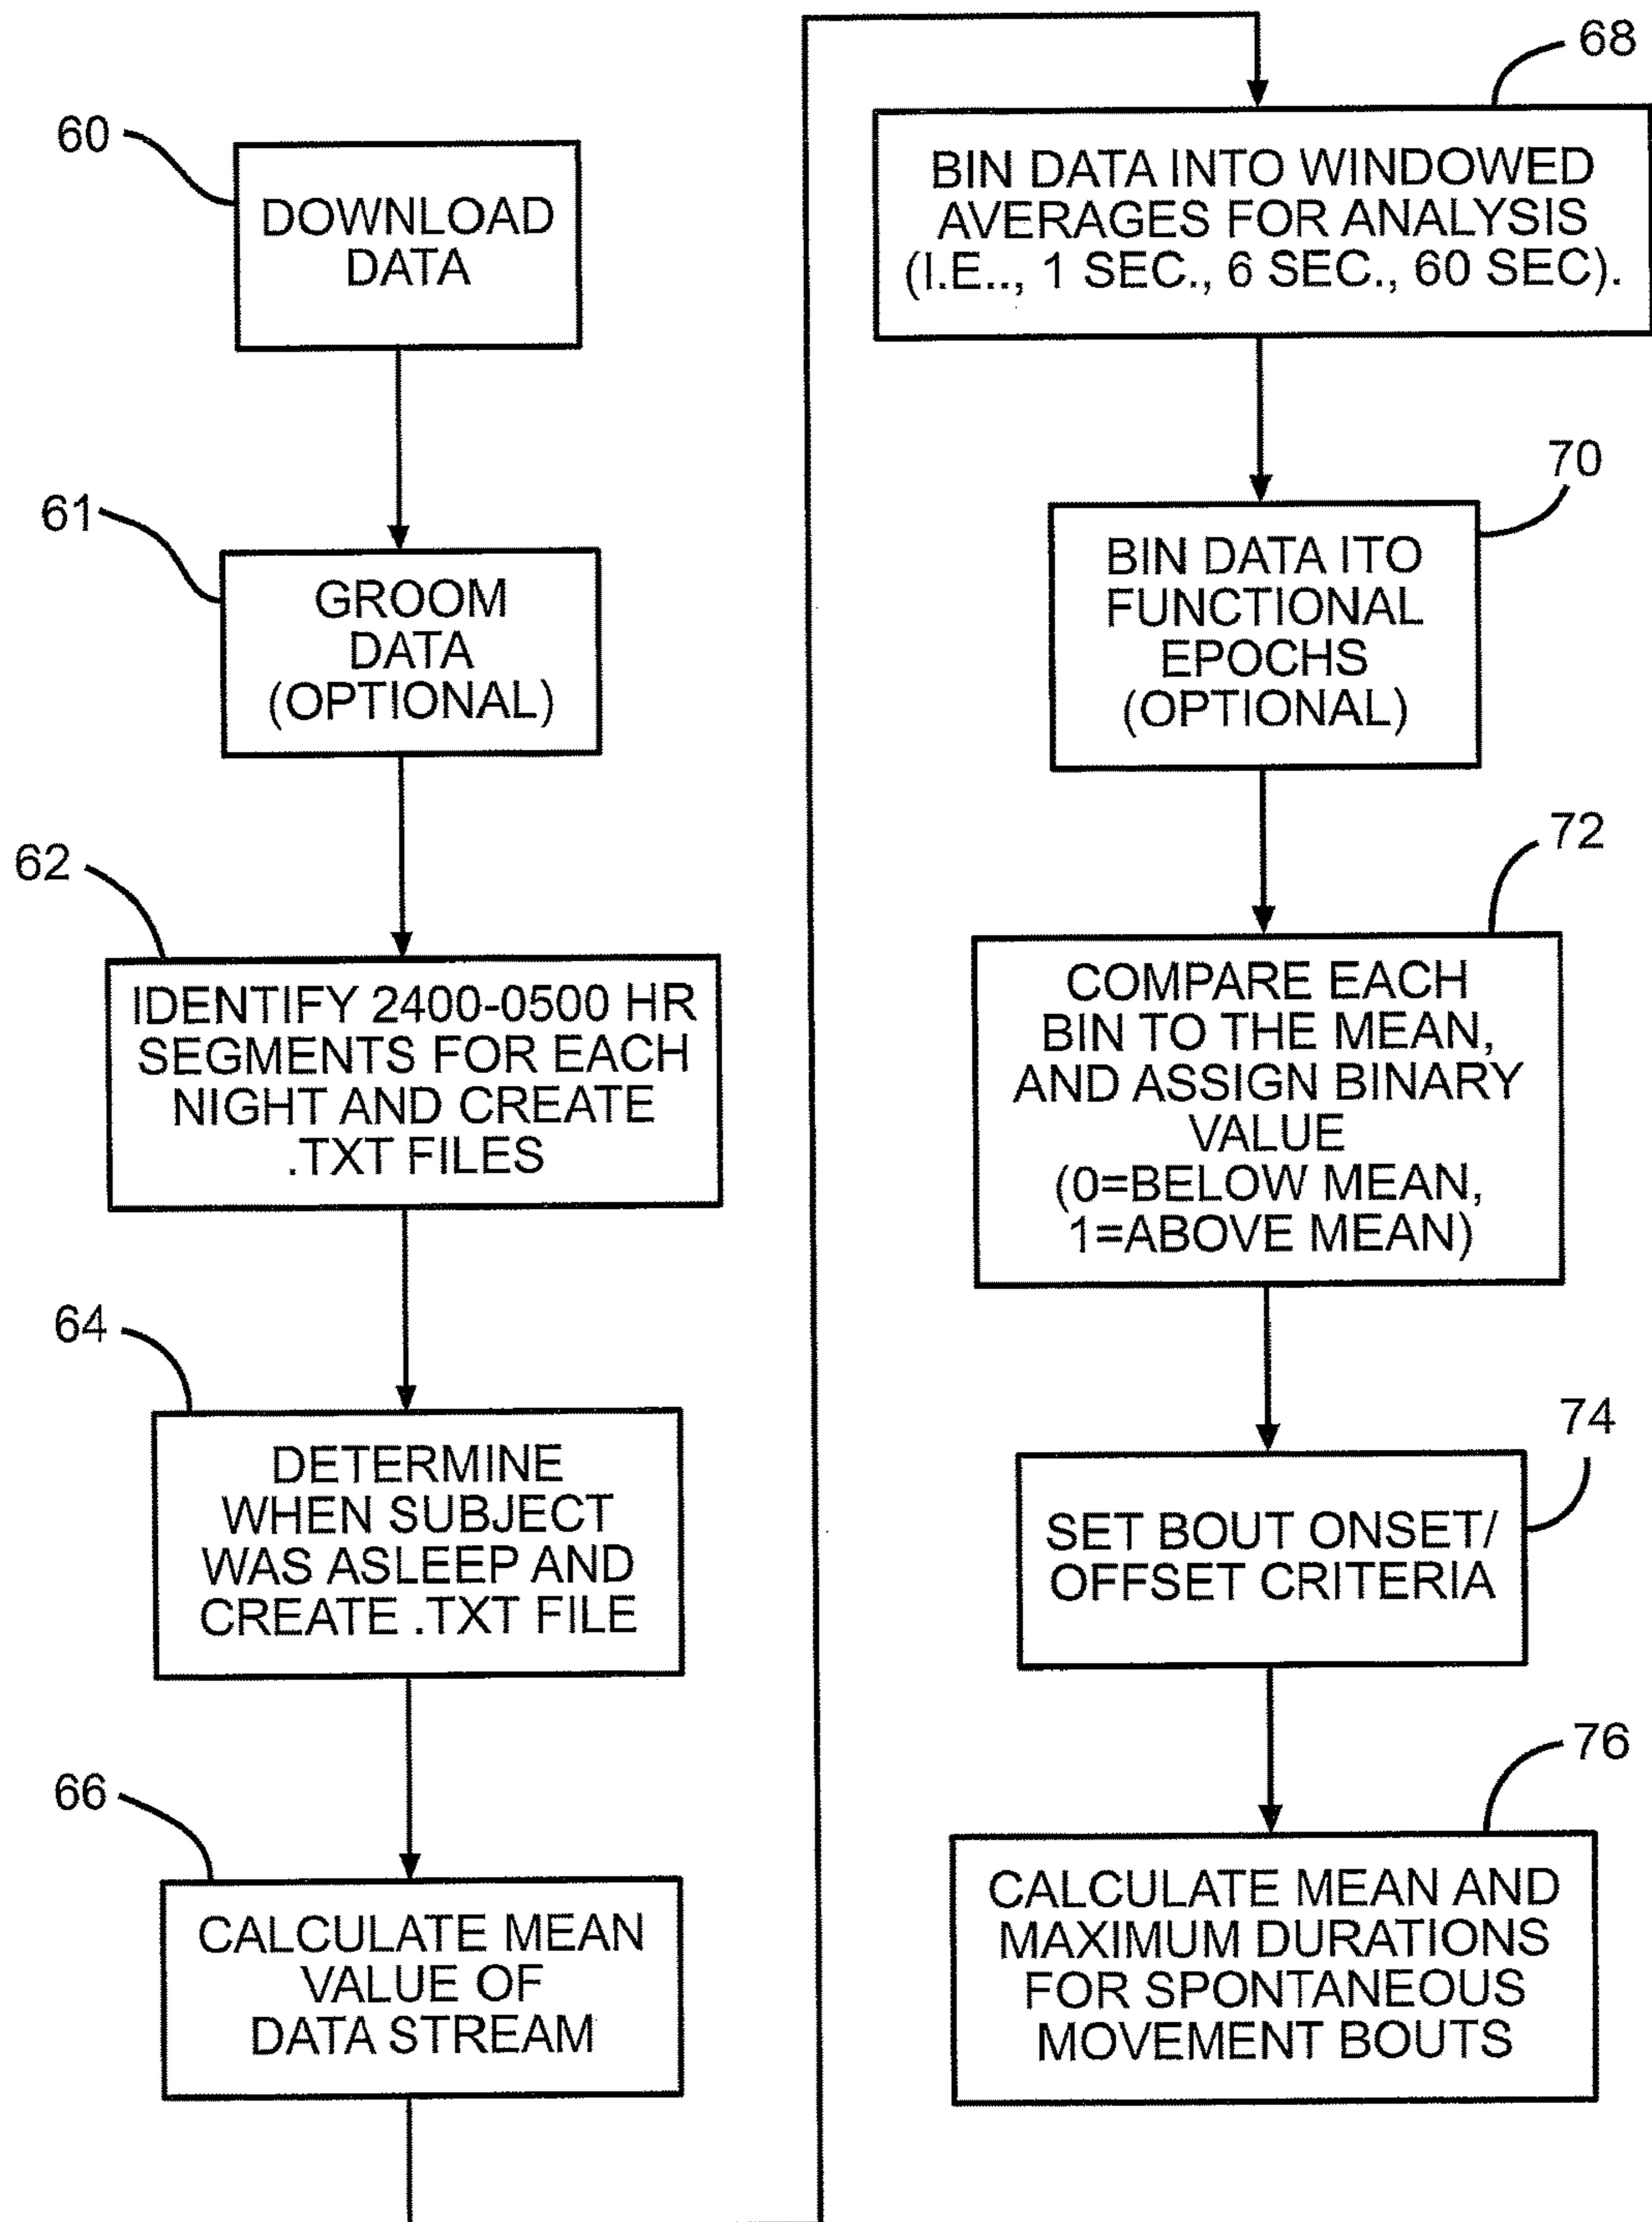 60
DOWNLOAD
DATA
61
GROOM
DATA
(OPTIONAL)
62
IDENTIFY 2400-0500 HR
SEGMENTS FOR EACH
NIGHT AND CREATE
.TXT FILES
64
DETERMINE
WHEN SUBJECT
WAS ASLEEP AND
CREATE .TXT FILE
66
CALCULATE MEAN
VALUE OF
DATA STREAM
68
BIN DATA INTO WINDOWED
AVERAGES FOR ANALYSIS
(I.E.., 1 SEC., 6 SEC., 60 SEC).
70
BIN DATA ITO
FUNCTIONAL
EPOCHS
(OPTIONAL)
72
COMPARE EACH
BIN TO THE MEAN,
AND ASSIGN BINARY
VALUE
(0=BELOW MEAN,
1=ABOVE MEAN)
74
SET BOUT ONSET/
OFFSET CRITERIA
76
CALCULATE MEAN AND
MAXIMUM DURATIONS
FOR SPONTANEOUS
MOVEMENT BOUTS